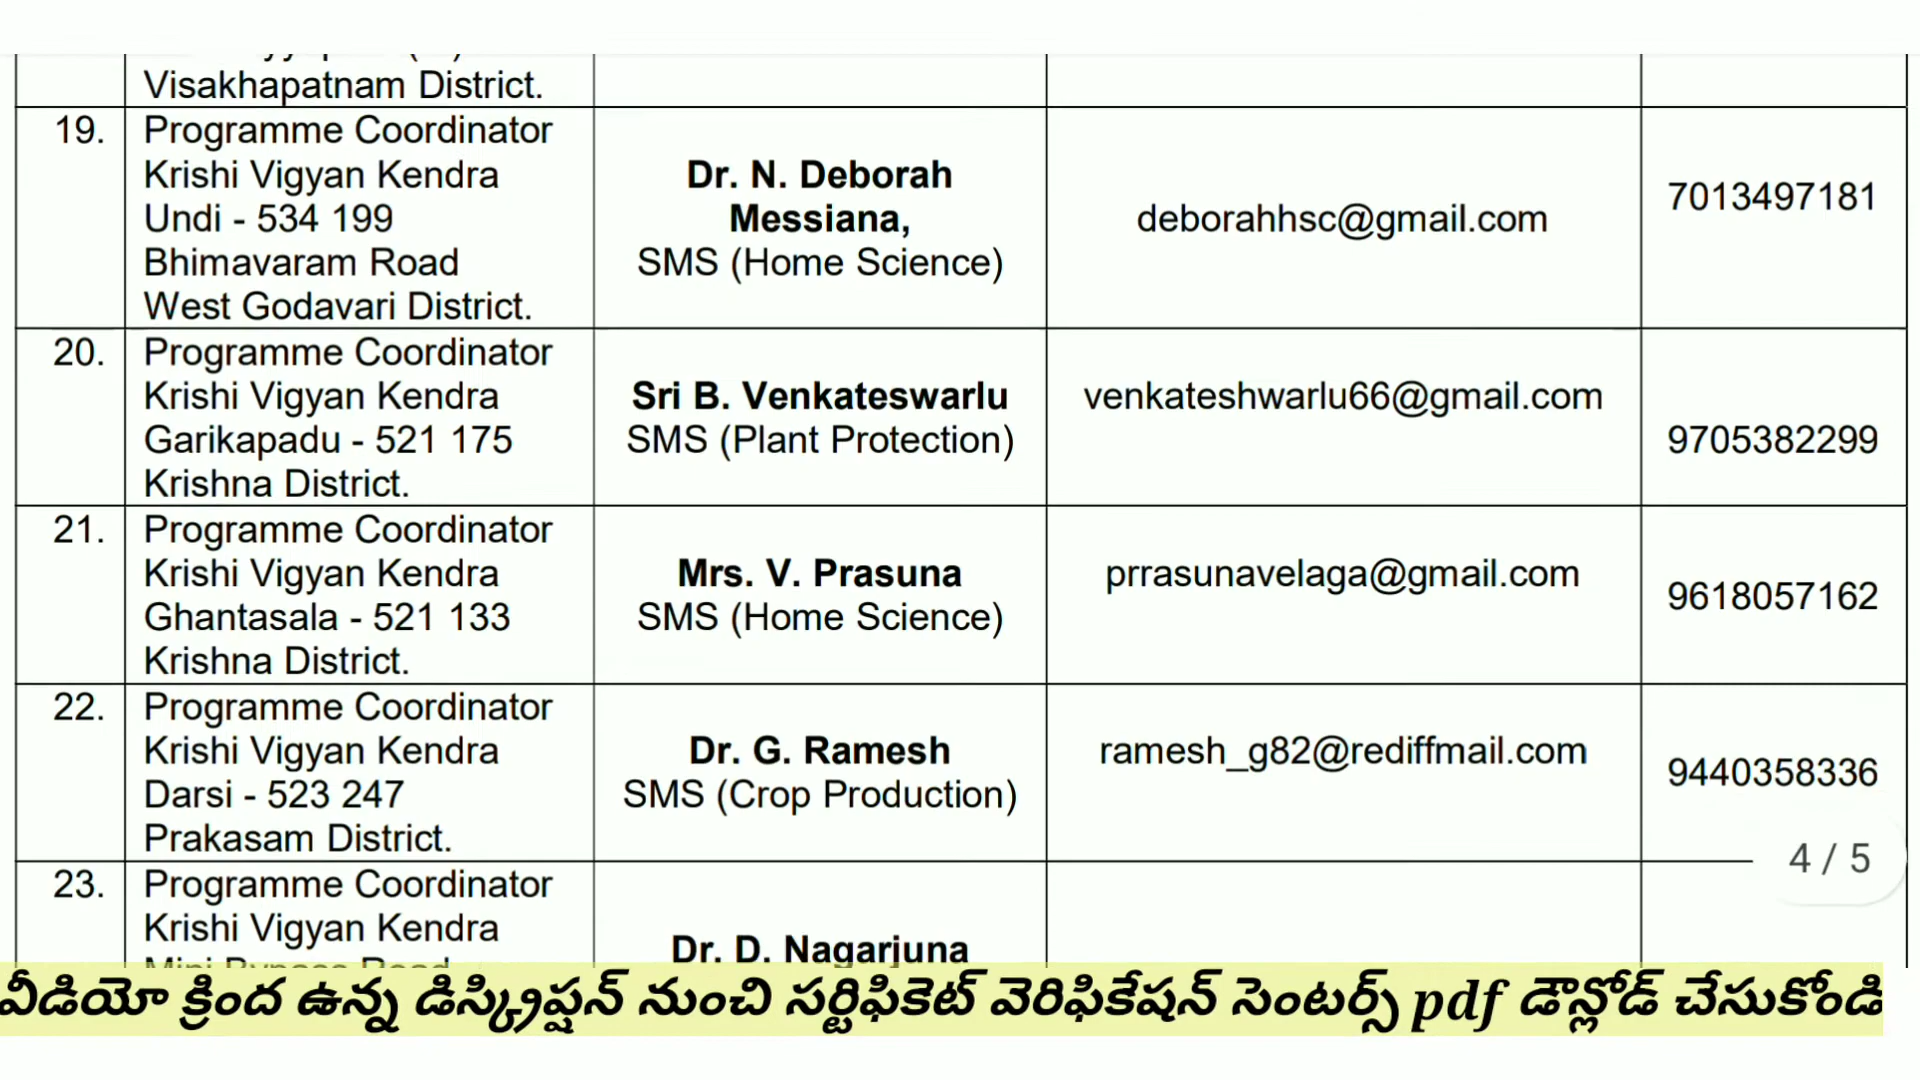 Visakhapatnam District.
19. Programme Coordinator
Krishi Vigyan Kendra
Undi - 534 199
Bhimavaram Road
West Godavari District.
Dr. N. Deborah
Messiana,
SMS (Home Science)
deborahhsc@gmail.com
7013497181
20. Programme Coordinator
Krishi Vigyan Kendra
Garikapadu - 521 175
Krishna District.
Sri B. Venkateswarlu
SMS (Plant Protection)
venkateshwarlu66@gmail.com
9705382299
21. Programme Coordinator
Krishi Vigyan Kendra
Ghantasala - 521 133
Krishna District.
Mrs. V. Prasuna
SMS (Home Science)
prrasunavelaga@gmail.com
9618057162
22. Programme Coordinator
Krishi Vigyan Kendra
Darsi - 523 247
Prakasam District.
Dr. G. Ramesh
SMS (Crop Production)
ramesh_g82@rediffmail.com
9440358336
4 / 5
23. Programme Coordinator
Krishi Vigyan Kendra
Mini Bypass Road
Dr. D. Nagarjuna
వీడియో క్రింద ఉన్న డిస్క్రిప్షన్ నుంచి సర్టిఫికెట్ వెరిఫికేషన్ సెంటర్స్ pdf డౌన్లోడ్ చేసుకోండి